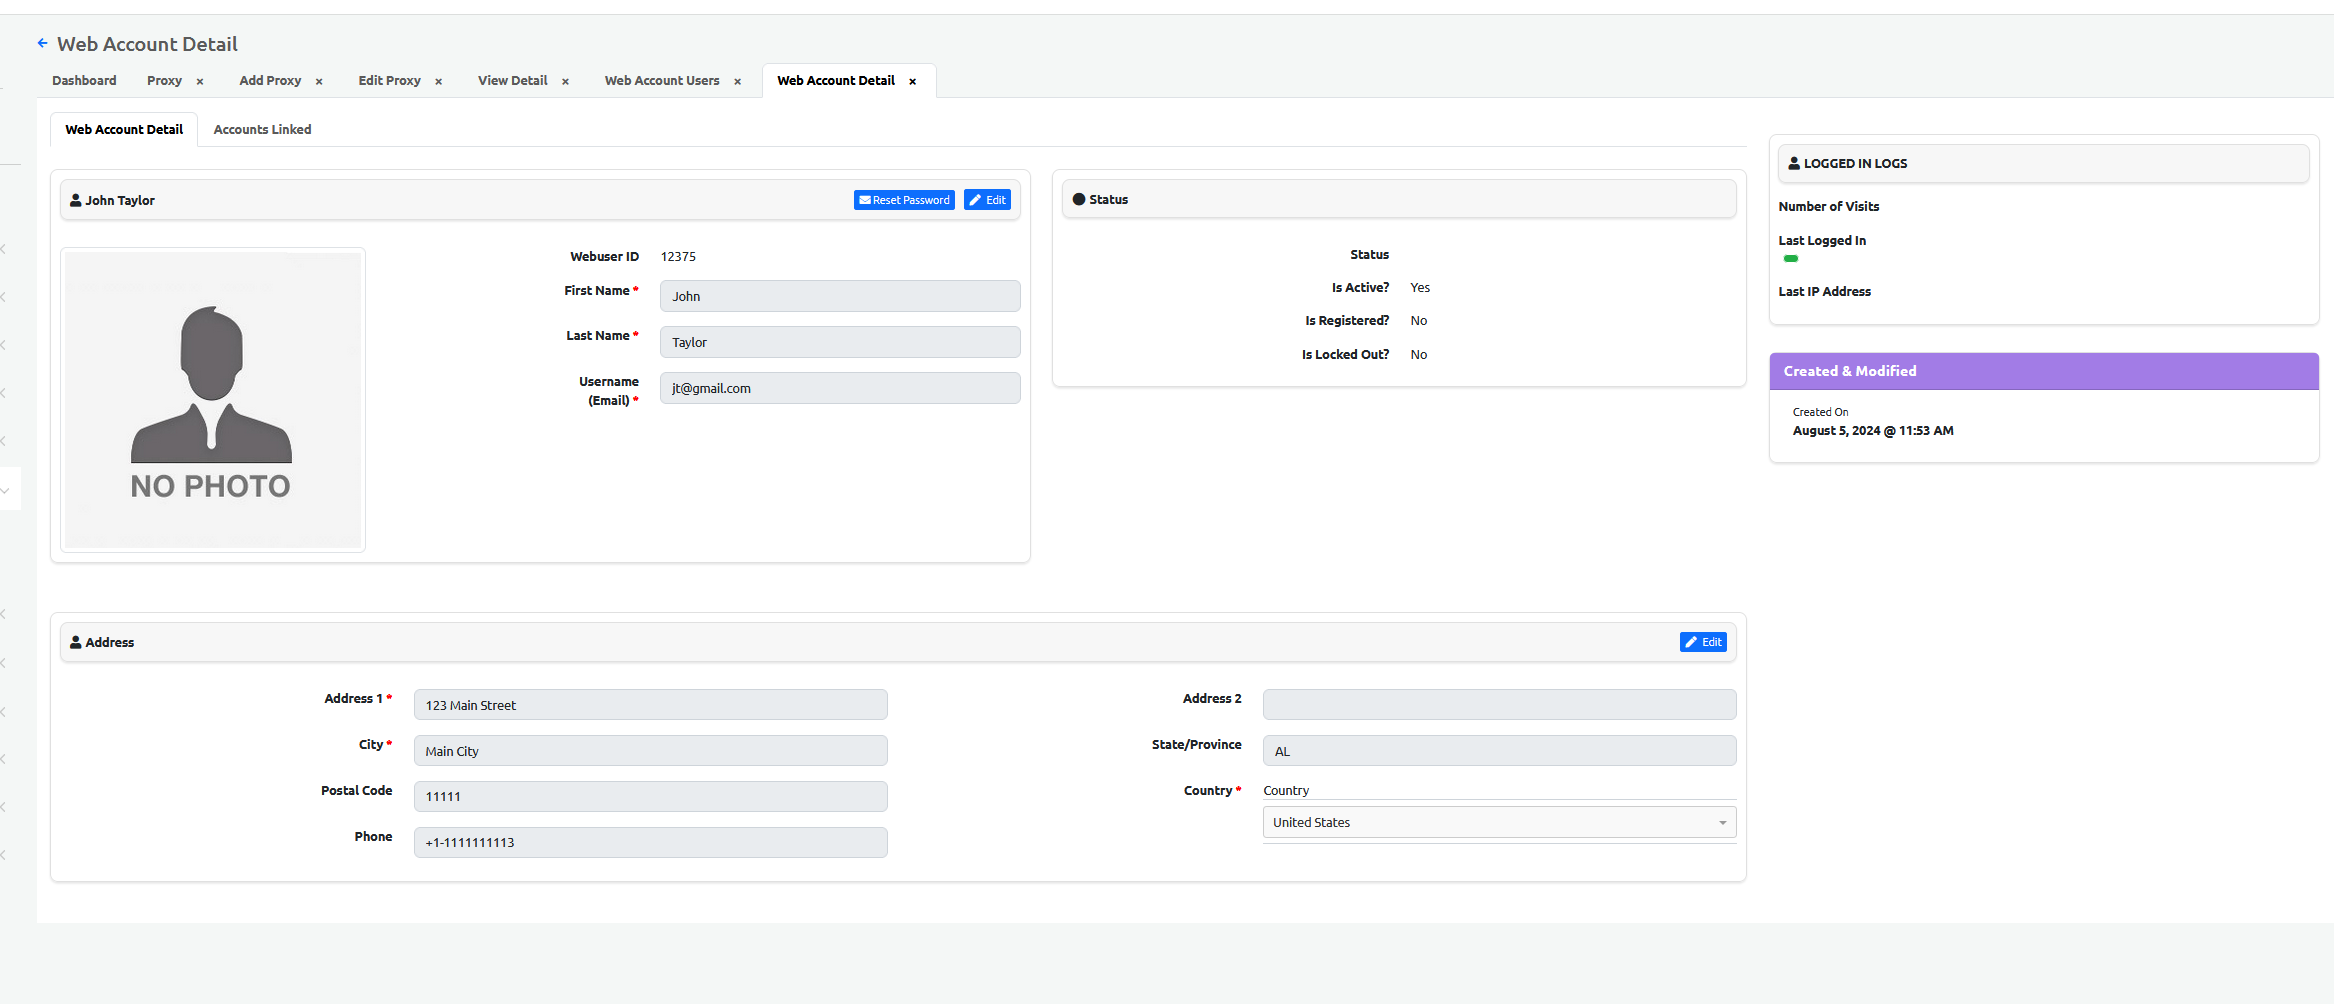 Web Account Detail
Dashboard Proxy × Add Proxy × Edit Proxy × View Detail × Web Account Users × Web Account Detail ×
Web Account Detail Accounts Linked
John Taylor Reset Password Edit
NO PHOTO
Webuser ID 12375
First Name * John
Last Name * Taylor
Username
(Email) * jt@gmail.com
Status
Status
Is Active? Yes
Is Registered? No
Is Locked Out? No
LOGGED IN LOGS
Number of Visits
Last Logged In
Last IP Address
Created & Modified
Created On
August 5, 2024 @ 11:53 AM
Address Edit
Address 1 * 123 Main Street
Address 2
City * Main City
State/Province AL
Postal Code 11111
Country * Country
United States
Phone +1-1111111113